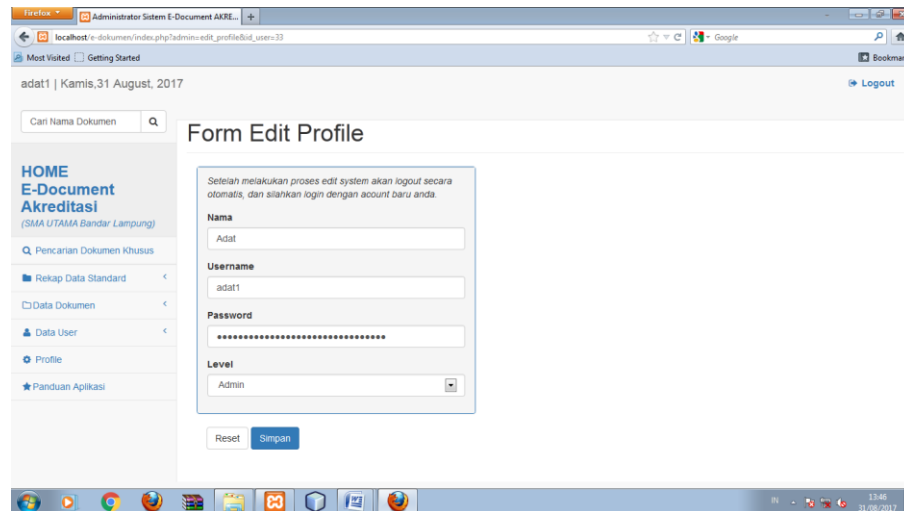 Firefox
Administrator Sistem E-Document AKRE...
localhost/e-dokumen/index.php?admin=edit_profile&id_user=33
Google
Most Visited
Getting Started
Bookmar
adat1 | Kamis,31 August, 2017
Logout
Cari Nama Dokumen
Form Edit Profile
HOME
E-Document
Akreditasi
(SMA UTAMA Bandar Lampung)
Pencarian Dokumen Khusus
Rekap Data Standard
Data Dokumen
Data User
Profile
Panduan Aplikasi
Setelah melakukan proses edit system akan logout secara
otomatis, dan silahkan login dengan acount baru anda.
Nama
Adat
Username
adat1
Password
Level
Admin
Reset
Simpan
IN
13:46
31/08/2017